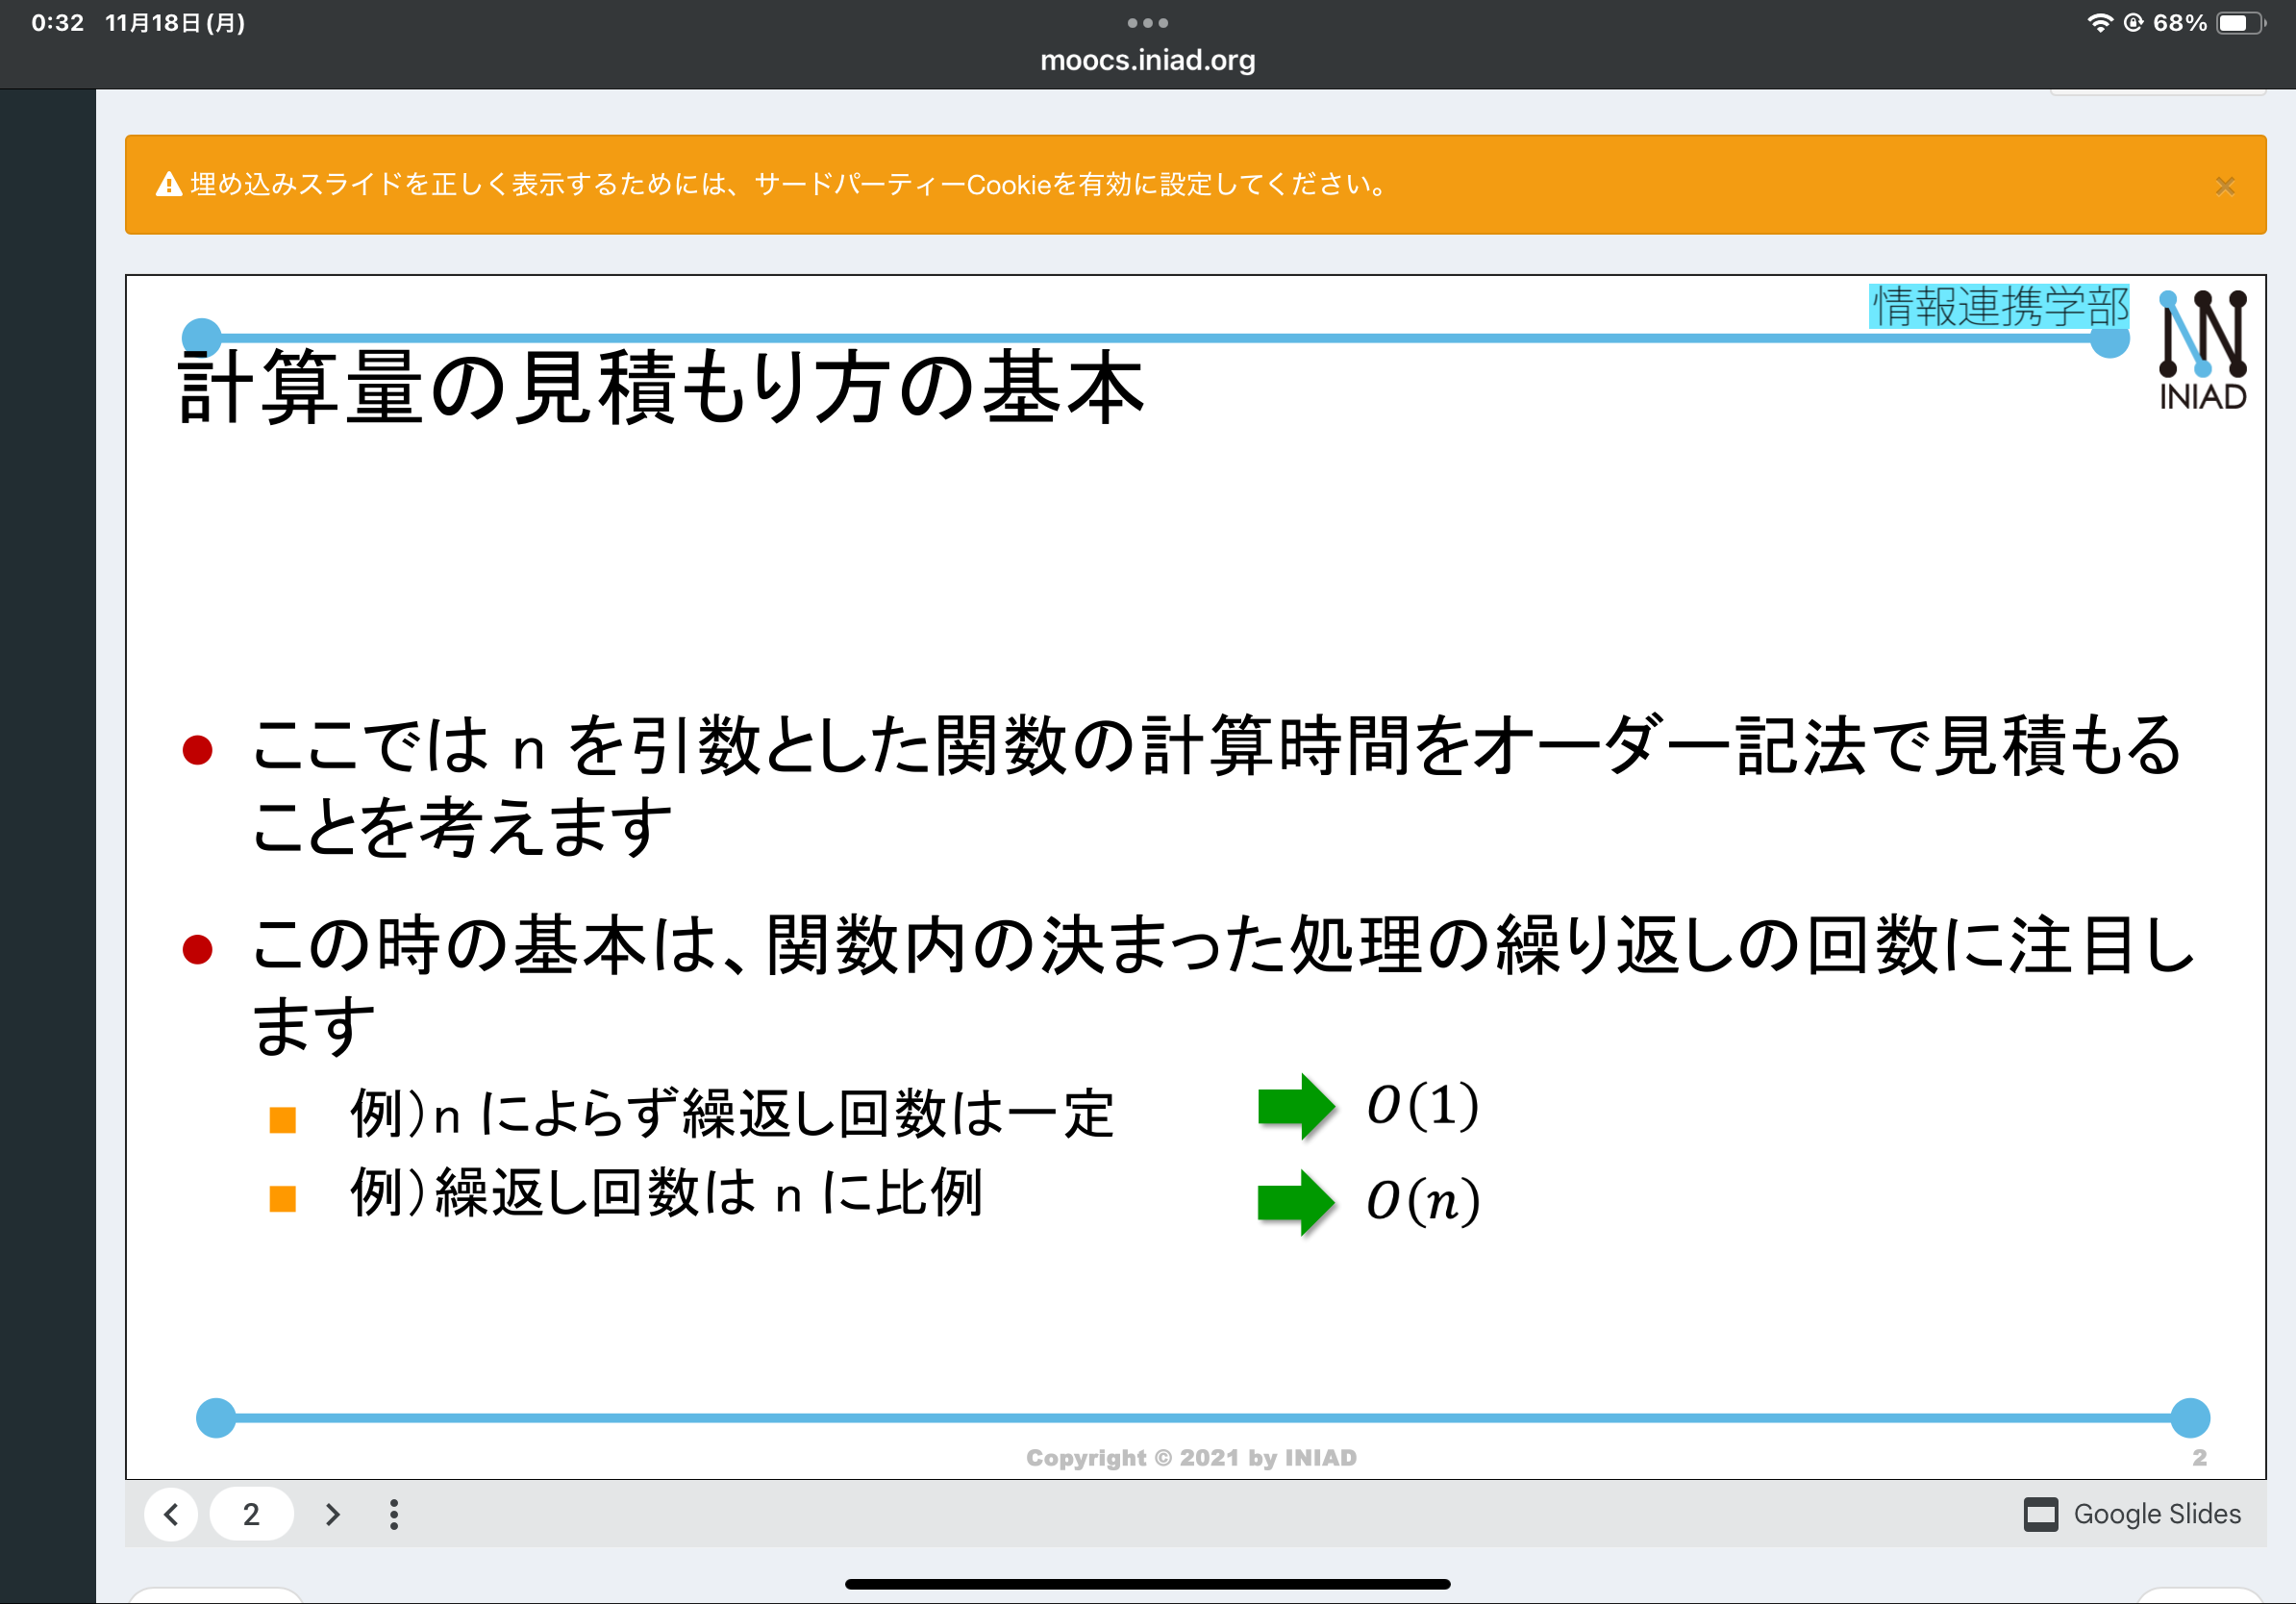 0:32 11月18日(月)
68%
moocs.iniad.org
埋め込みスライドを正しく表示するためには、サードパーティーCookieを有効に設定してください。
×
情報連携学部
INIAD
計算量の見積もり方の基本
ここでは n を引数とした関数の計算時間をオーダー記法で見積もる
ことを考えます
この時の基本は、関数内の決まった処理の繰り返しの回数に注目し
ます
例）n によらず繰返し回数は一定 O(1)
例）繰返し回数は n に比例 O(n)
Copyright © 2021 by INIAD
2
2
Google Slides